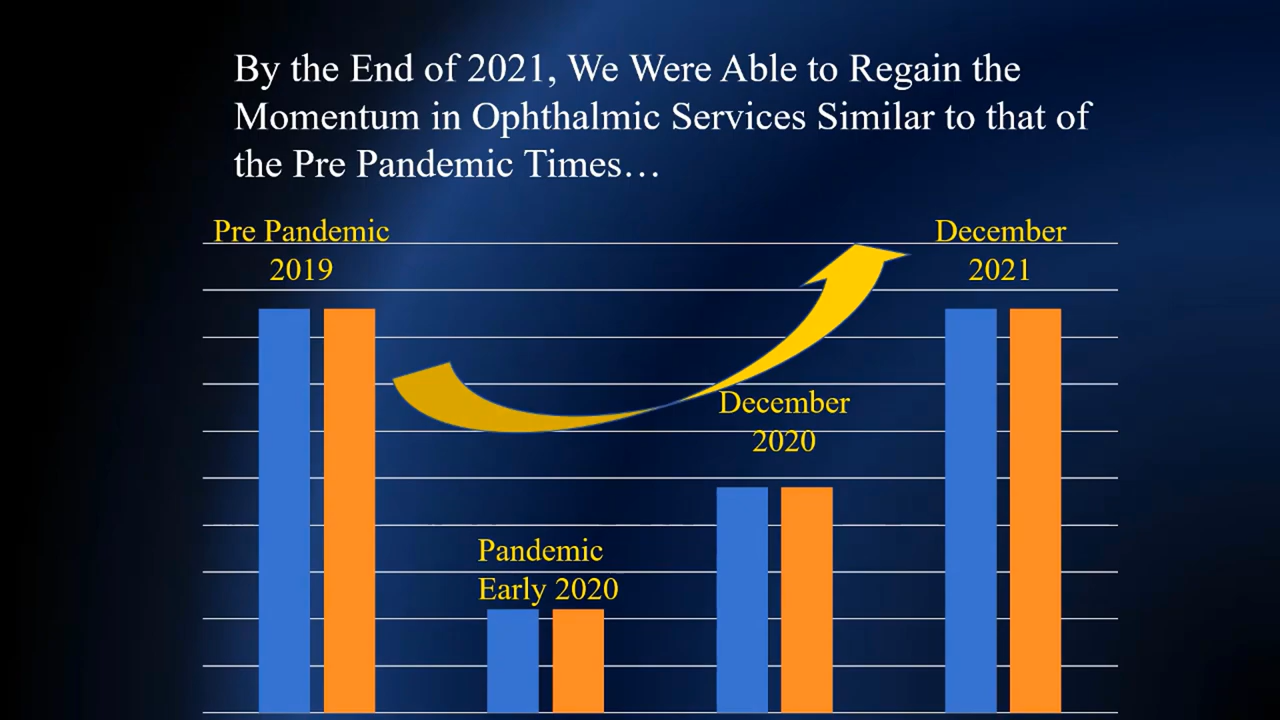 By the End of 2021, We Were Able to Regain the
Momentum in Ophthalmic Services Similar to that of
the Pre Pandemic Times…
Pre Pandemic
2019
December
2021
December
2020
Pandemic
Early 2020